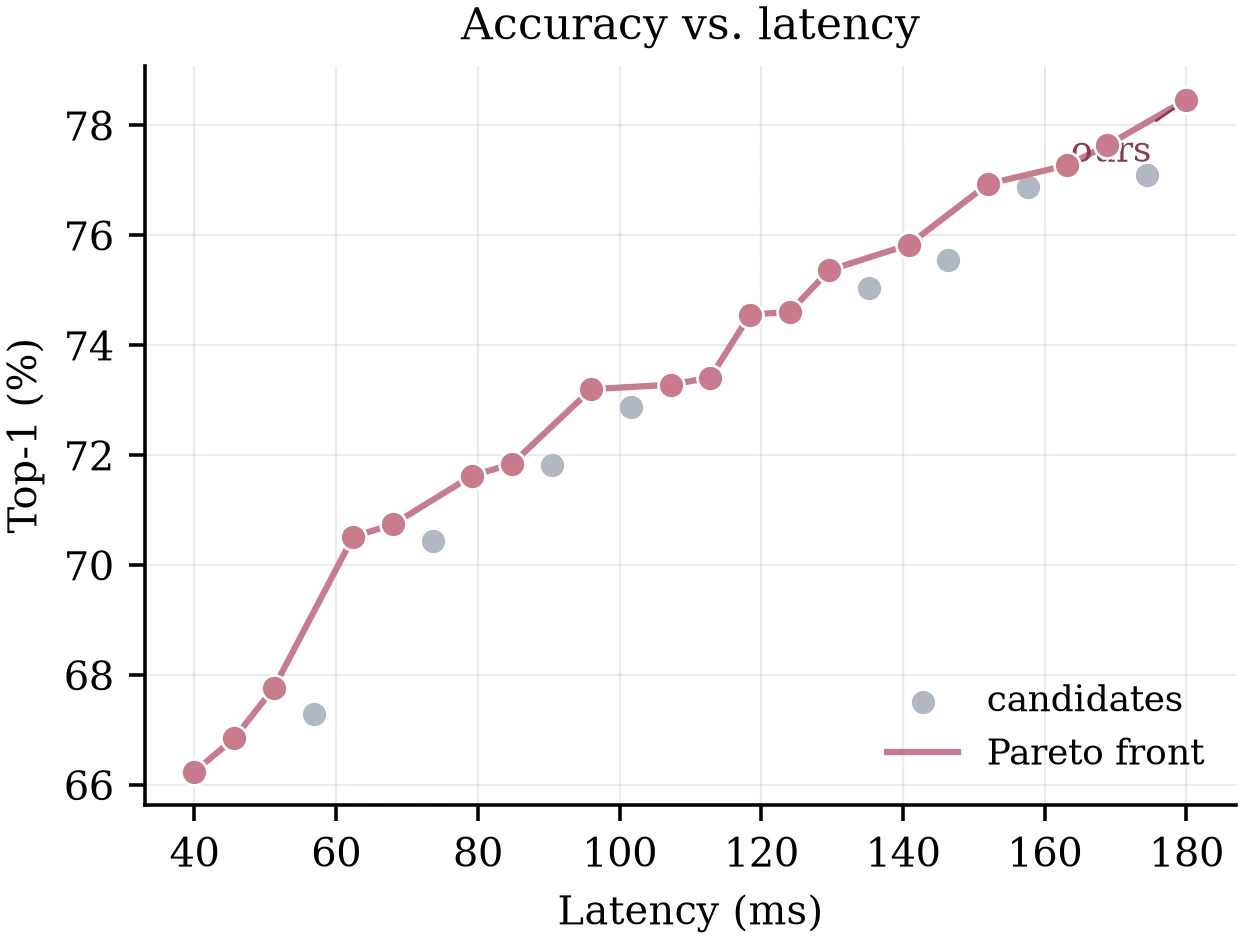 Accuracy vs. latency
78
76
74
72
70
68
66
Top-1 (%)
ours
candidates
Pareto front
40 60 80 100 120 140 160 180
Latency (ms)